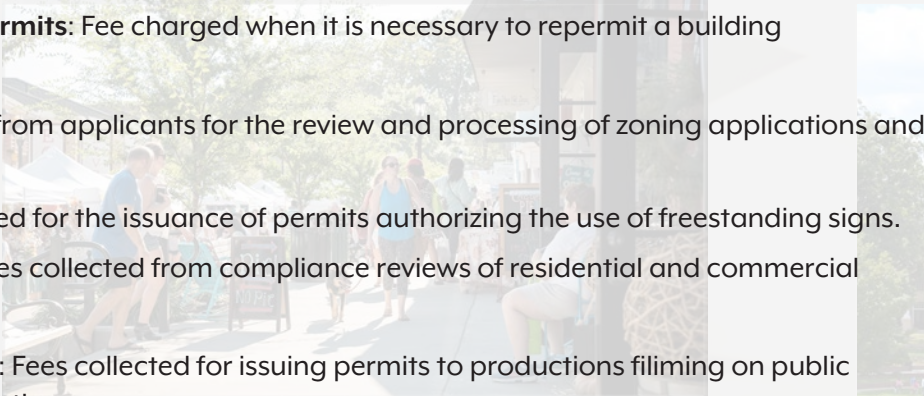 rmits: Fee charged when it is necessary to repermit a building
from applicants for the review and processing of zoning applications and
ed for the issuance of permits authorizing the use of freestanding signs.
es collected from compliance reviews of residential and commercial
: Fees collected for issuing permits to productions filiming on public